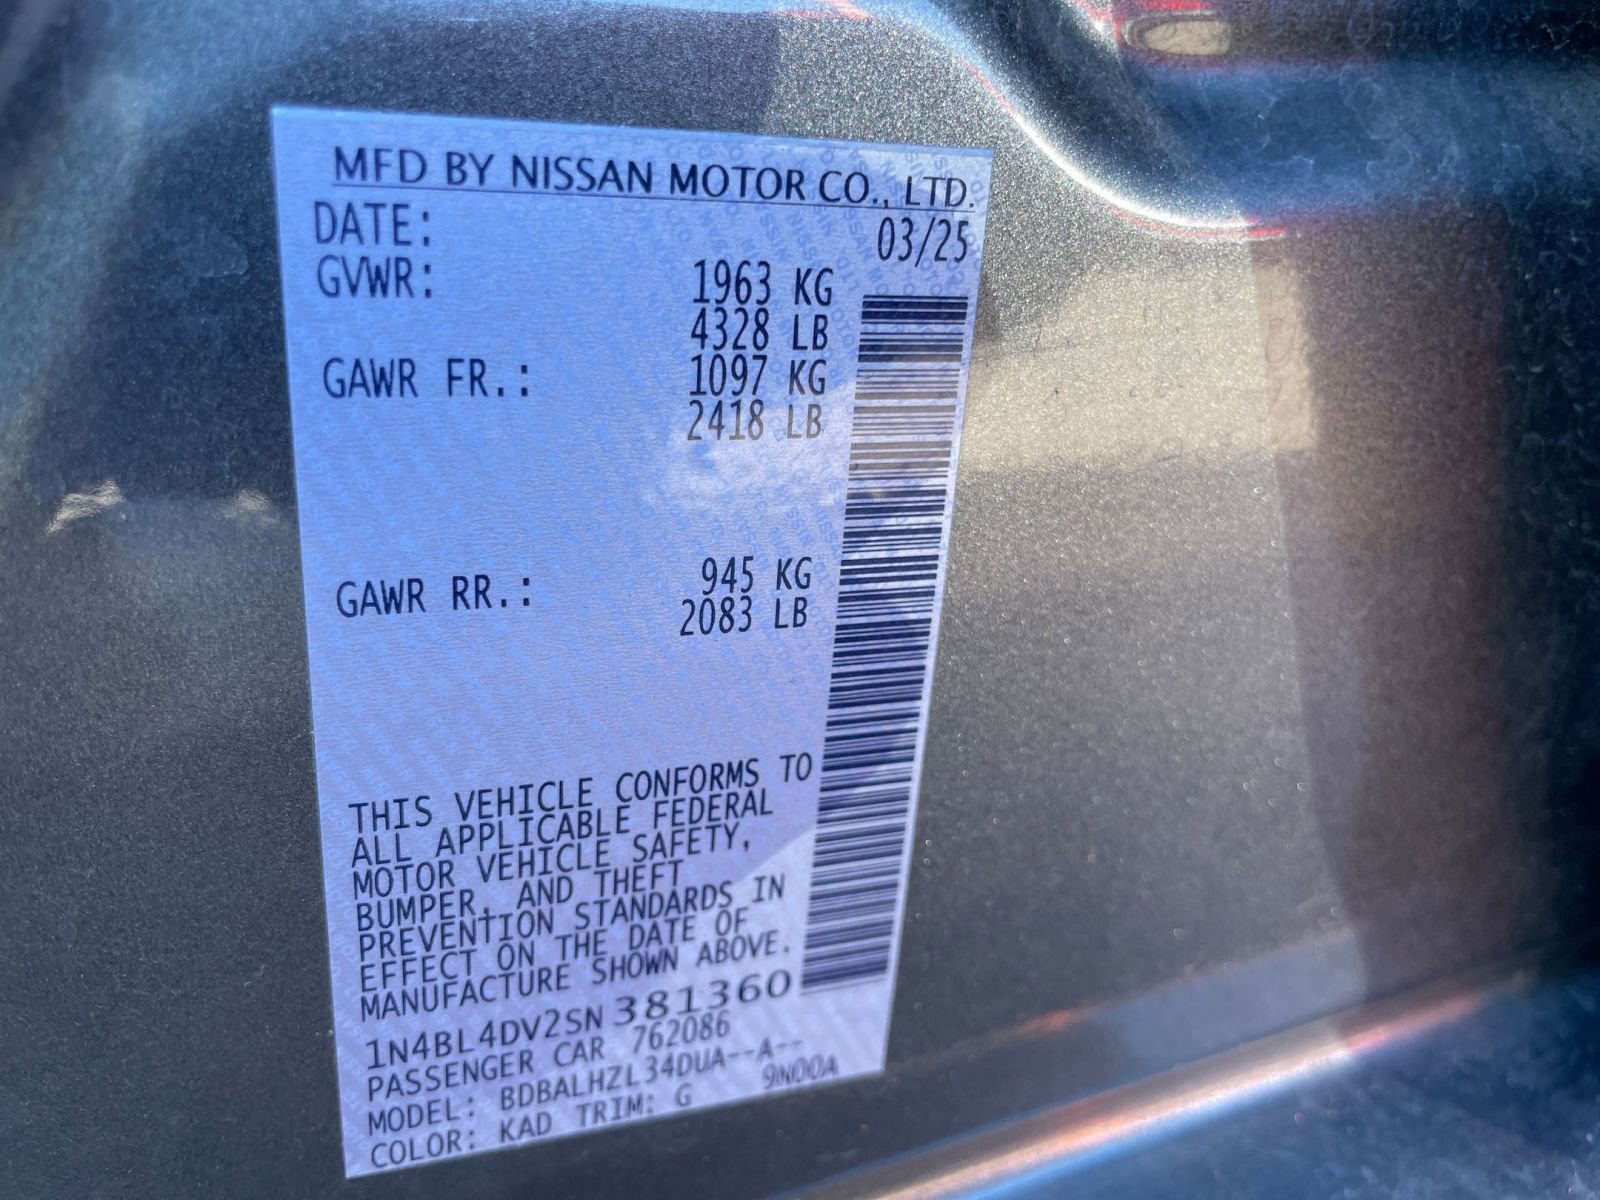 MFD BY NISSAN MOTOR CO., LTD.
DATE: 03/25
GVWR: 1963 KG
4328 LB
GAWR FR.: 1097 KG
2418 LB
GAWR RR.: 945 KG
2083 LB
THIS VEHICLE CONFORMS TO
ALL APPLICABLE FEDERAL
MOTOR VEHICLE SAFETY,
BUMPER, AND THEFT
PREVENTION STANDARDS IN
EFFECT ON THE DATE OF
MANUFACTURE SHOWN ABOVE.
1N4BL4DV2SN381360
PASSENGER CAR 762086
MODEL: BDBALHZL34DUA--A--
COLOR: KAD TRIM: G 9N00A